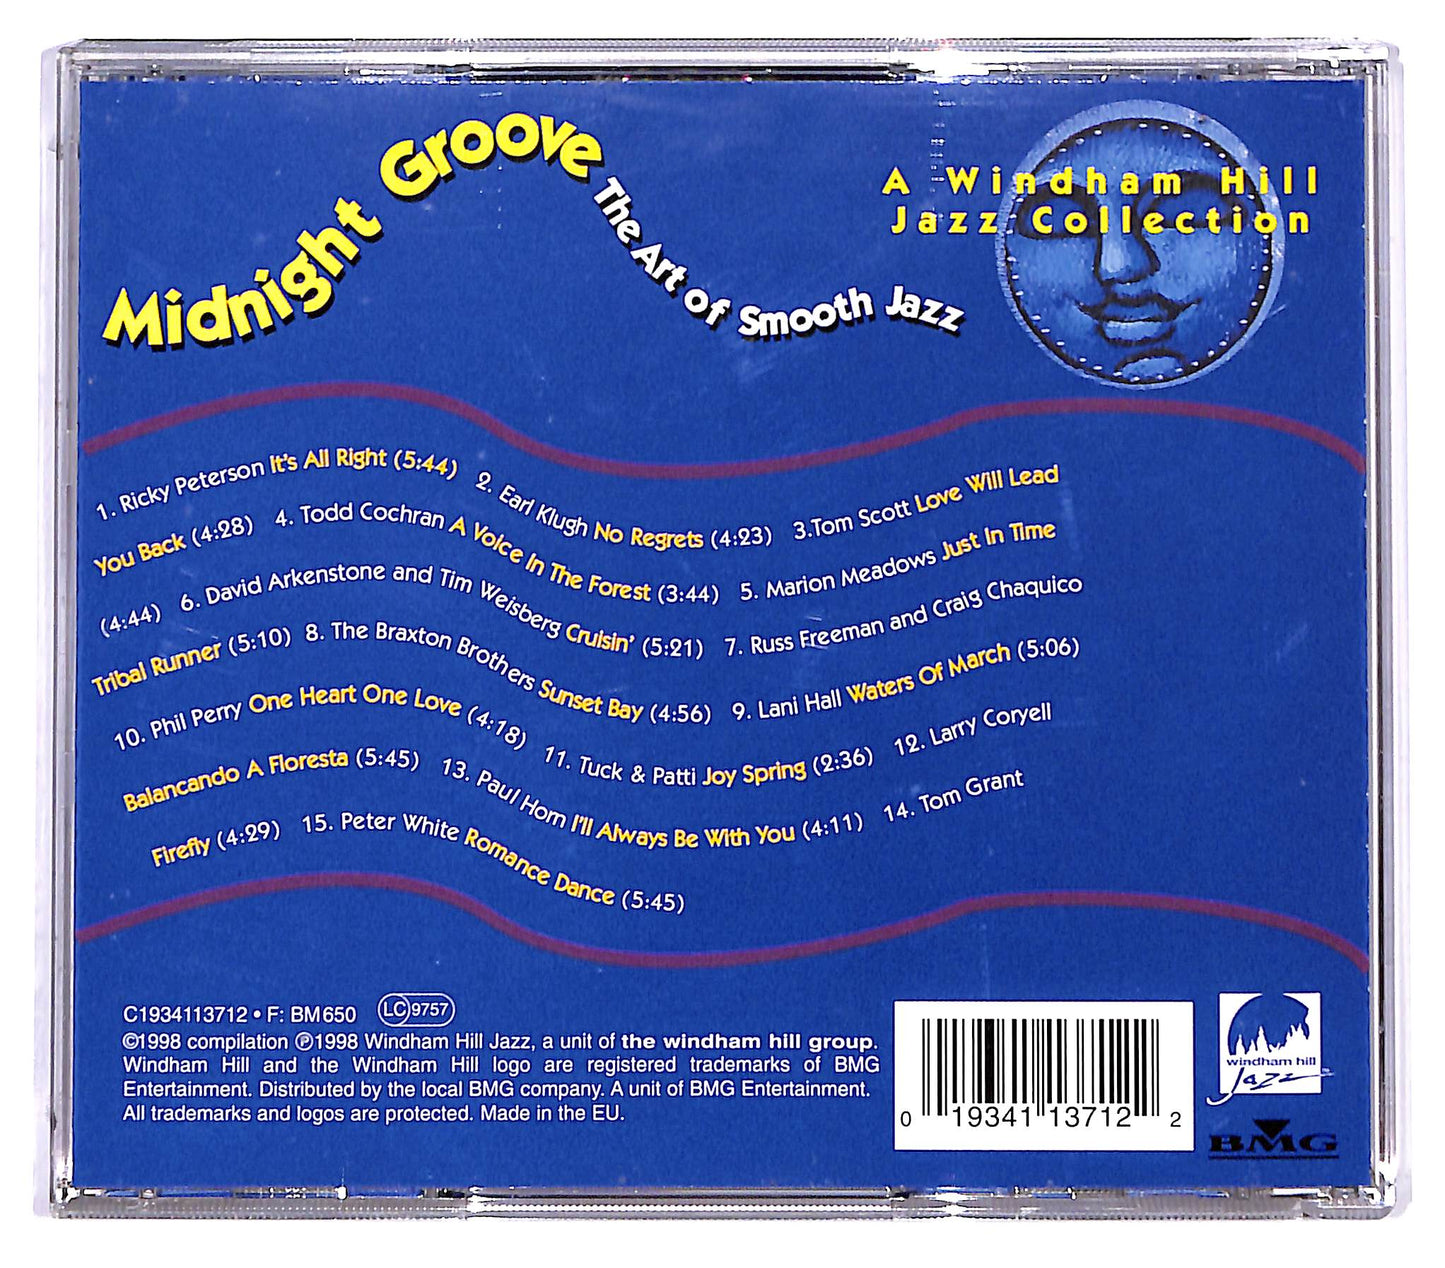 Midnight Groove The Art of Smooth Jazz
A Windham Hill
Jazz Collection
1. Ricky Peterson It's All Right (5:44) 2. Earl Klugh No Regrets (4:23) 3.Tom Scott Love Will Lead
You Back (4:28) 4. Todd Cochran A Voice In The Forest (3:44) 5. Marion Meadows Just In Time
(4:44) 6. David Arkenstone and Tim Weisberg Cruisin' (5:21) 7. Russ Freeman and Craig Chaquico
Tribal Runner (5:10) 8. The Braxton Brothers Sunset Bay (4:56) 9. Lani Hall Waters Of March (5:06)
10. Phil Perry One Heart One Love (4:18) 11. Tuck & Patti Joy Spring (2:36) 12. Larry Coryell
Balancando A Floresta (5:45) 13. Paul Horn I'll Always Be With You (4:11) 14. Tom Grant
Firefly (4:29) 15. Peter White Romance Dance (5:45)
C1934113712 • F: BM650 LC 9757
©1998 compilation ℗1998 Windham Hill Jazz, a unit of the windham hill group.
Windham Hill and the Windham Hill logo are registered trademarks of BMG
Entertainment. Distributed by the local BMG company. A unit of BMG Entertainment.
All trademarks and logos are protected. Made in the EU.
0 19341 13712 2
windham hill
Jazz
BMG